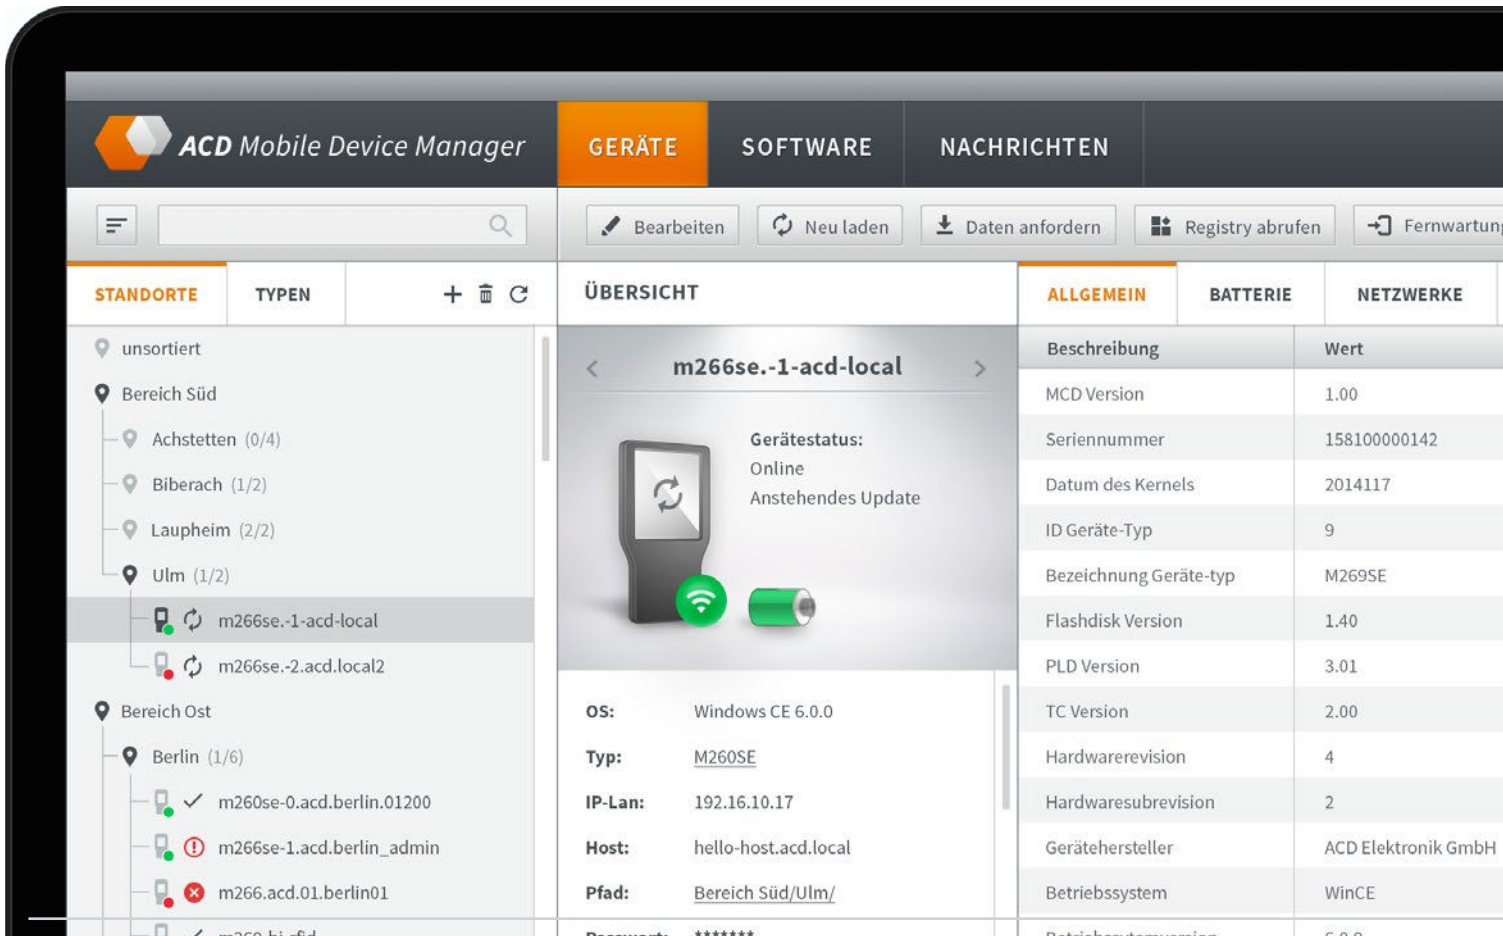 ACD Mobile Device Manager
GERÄTE
SOFTWARE
NACHRICHTEN
Bearbeiten
Neu laden
Daten anfordern
Registry abrufen
Fernwartung
STANDORTE
TYPEN
unsortiert
Bereich Süd
Achstetten (0/4)
Biberach (1/2)
Laupheim (2/2)
Ulm (1/2)
m266se.-1-acd-local
m266se.-2.acd.local2
Bereich Ost
Berlin (1/6)
m260se-0.acd.berlin.01200
m266se-1.acd.berlin_admin
m266.acd.01.berlin01
ÜBERSICHT
m266se.-1-acd-local
Gerätestatus:
Online
Anstehendes Update
OS: Windows CE 6.0.0
Typ: M260SE
IP-Lan: 192.16.10.17
Host: hello-host.acd.local
Pfad: Bereich Süd/Ulm/
*******
ALLGEMEIN
BATTERIE
NETZWERKE
Beschreibung Wert
MCD Version 1.00
Seriennummer 158100000142
Datum des Kernels 2014117
ID Geräte-Typ 9
Bezeichnung Geräte-typ M269SE
Flashdisk Version 1.40
PLD Version 3.01
TC Version 2.00
Hardwarerevision 4
Hardwaresubrevision 2
Gerätehersteller ACD Elektronik GmbH
Betriebssystem WinCE